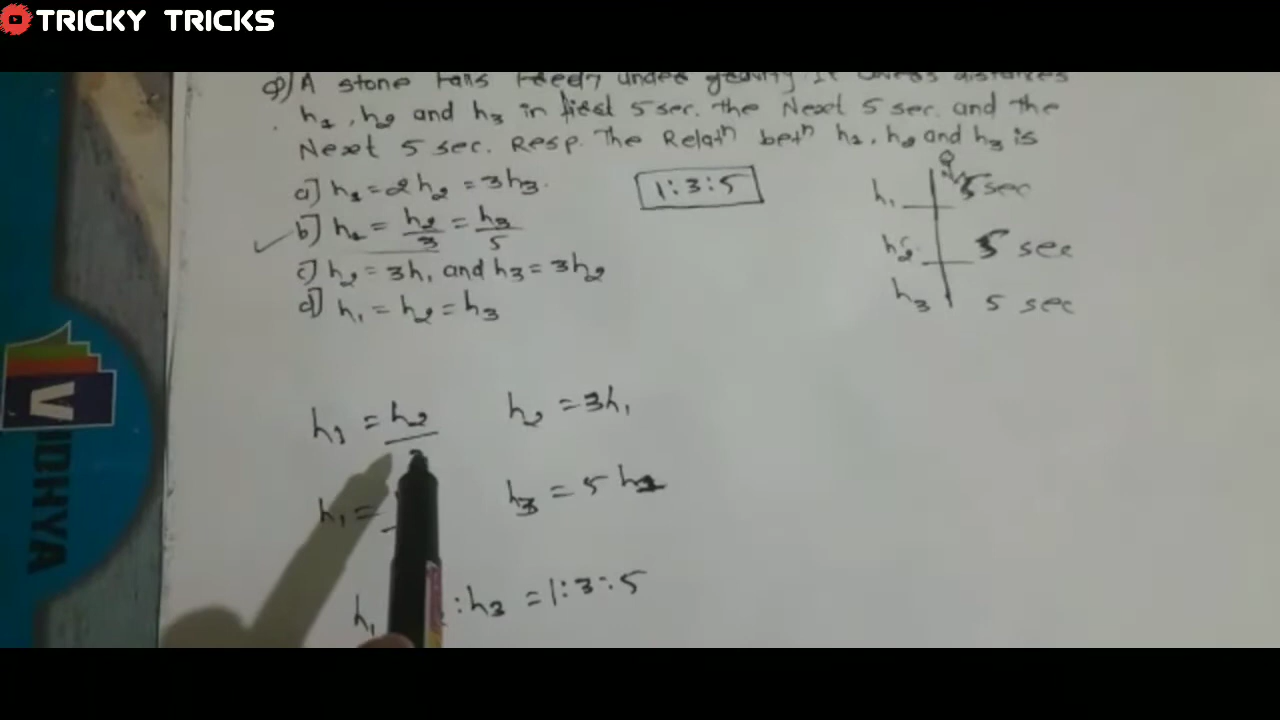 TRICKY TRICKS
Q) A stone falls freely under gravity. It covers distances
h1, h2 and h3 in first 5 sec. the Next 5 sec. and the
Next 5 sec. Resp. The Relatn betn h1, h2 and h3 is
a) h1 = 2h2 = 3h3.
1:3:5
b) h1 = h2/3 = h3/5
c) h2 = 3h1 and h3 = 3h2
d) h1 = h2 = h3
h1 5 sec
h2 5 sec
h3 5 sec
h1 = h2 h2 = 3h1
h1 = h3 = 5h1
h1 : h3 = 1:3:5
V
IDHYA